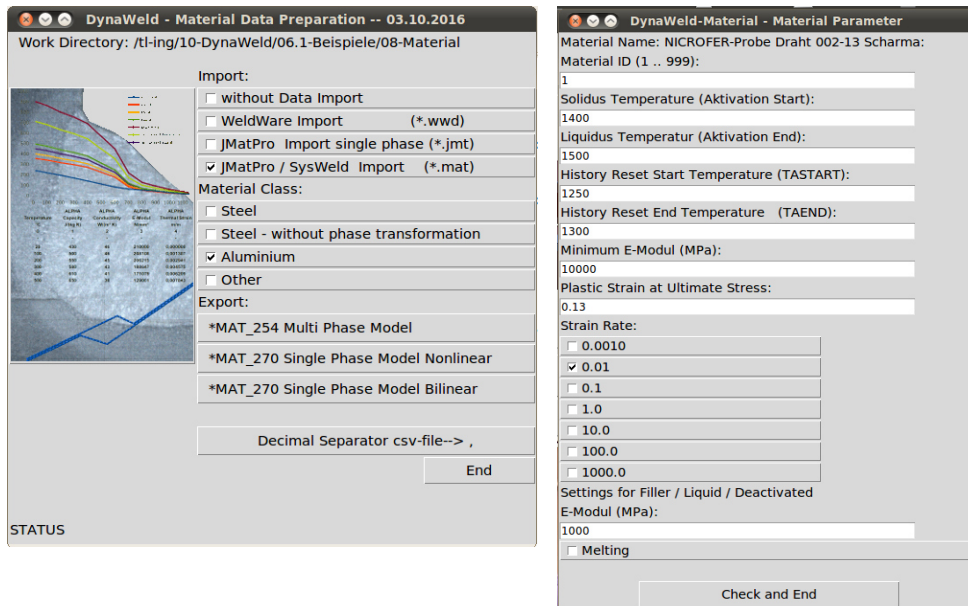 DynaWeld - Material Data Preparation -- 03.10.2016
Work Directory: /tl-ing/10-DynaWeld/06.1-Beispiele/08-Material
Import:
without Data Import
WeldWare Import (*.wwd)
JMatPro Import single phase (*.jmt)
JMatPro / SysWeld Import (*.mat)
Material Class:
Steel
Steel - without phase transformation
Aluminium
Other
Export:
*MAT_254 Multi Phase Model
*MAT_270 Single Phase Model Nonlinear
*MAT_270 Single Phase Model Bilinear
Decimal Separator csv-file--> ,
End
STATUS
DynaWeld-Material - Material Parameter
Material Name: NICROFER-Probe Draht 002-13 Scharma:
Material ID (1 .. 999):
1
Solidus Temperature (Aktivation Start):
1400
Liquidus Temperatur (Aktivation End):
1500
History Reset Start Temperature (TASTART):
1250
History Reset End Temperature (TAEND):
1300
Minimum E-Modul (MPa):
10000
Plastic Strain at Ultimate Stress:
0.13
Strain Rate:
0.0010
0.01
0.1
1.0
10.0
100.0
1000.0
Settings for Filler / Liquid / Deactivated
E-Modul (MPa):
1000
Melting
Check and End